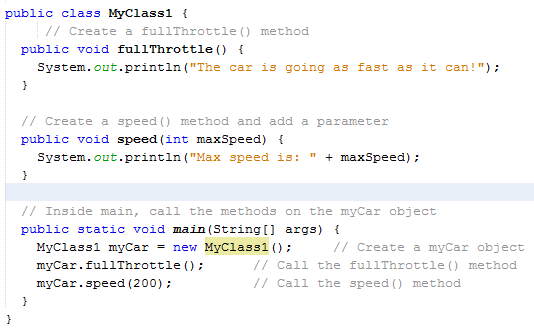 public class MyClass1 {
// Create a fullThrottle() method
public void fullThrottle() {
System.out.println("The car is going as fast as it can!");
}
// Create a speed() method and add a parameter
public void speed(int maxSpeed) {
System.out.println("Max speed is: " + maxSpeed);
}
// Inside main, call the methods on the myCar object
public static void main(String[] args) {
MyClass1 myCar = new MyClass1();     // Create a myCar object
myCar.fullThrottle();      // Call the fullThrottle() method
myCar.speed(200);          // Call the speed() method
}
}